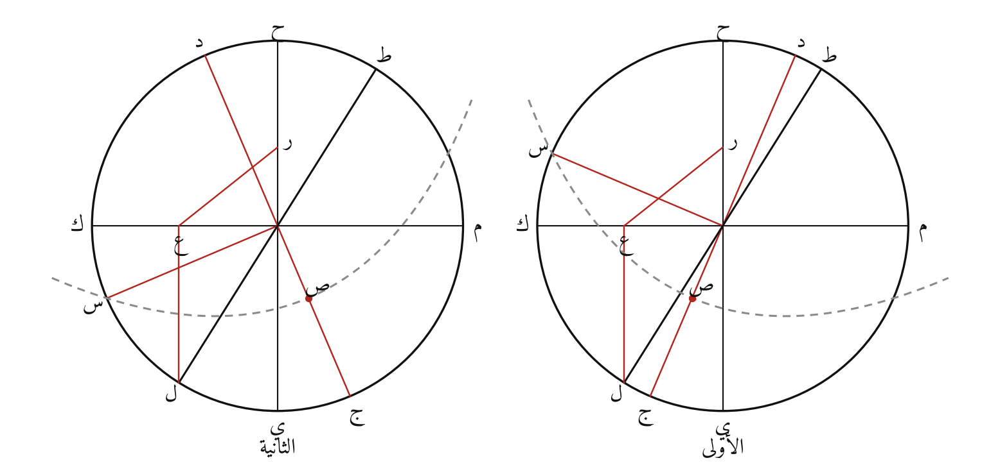 ح
د
ط
ر
س
ك
م
ع
ص
ل
ج
ي
الأولى
ح
د
ط
ر
ك
م
ع
ص
س
ل
ج
ي
الثانية